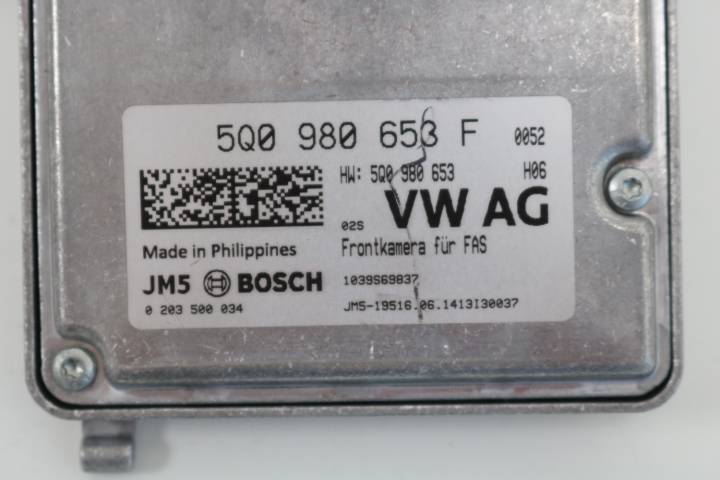 5Q0 980 653 F 0052
HW: 5Q0 980 653 H06
02S VW AG
Made in Philippines
Frontkamera für FAS
JM5 BOSCH
1039S69837
0 203 500 034
JM5-19516.06.1413130037